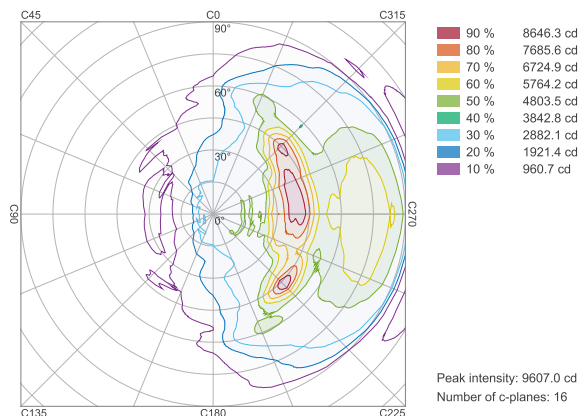 C45 C0 C315
90°
60°
30°
C90 0° C270
C135 C180 C225
90 % 8646.3 cd
80 % 7685.6 cd
70 % 6724.9 cd
60 % 5764.2 cd
50 % 4803.5 cd
40 % 3842.8 cd
30 % 2882.1 cd
20 % 1921.4 cd
10 % 960.7 cd
Peak intensity: 9607.0 cd
Number of c-planes: 16